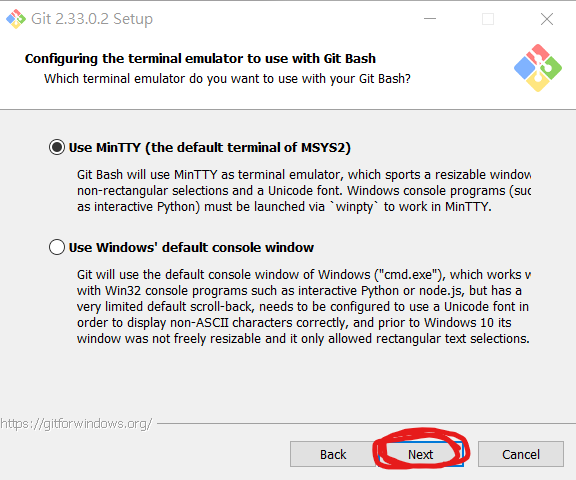 Git 2.33.0.2 Setup
Configuring the terminal emulator to use with Git Bash
Which terminal emulator do you want to use with your Git Bash?
Use MinTTY (the default terminal of MSYS2)
Git Bash will use MinTTY as terminal emulator, which sports a resizable window
non-rectangular selections and a Unicode font. Windows console programs (suc
as interactive Python) must be launched via `winpty` to work in MinTTY.
Use Windows' default console window
Git will use the default console window of Windows ("cmd.exe"), which works w
with Win32 console programs such as interactive Python or node.js, but has a
very limited default scroll-back, needs to be configured to use a Unicode font in
order to display non-ASCII characters correctly, and prior to Windows 10 its
window was not freely resizable and it only allowed rectangular text selections.
https://gitforwindows.org/
Back Next Cancel